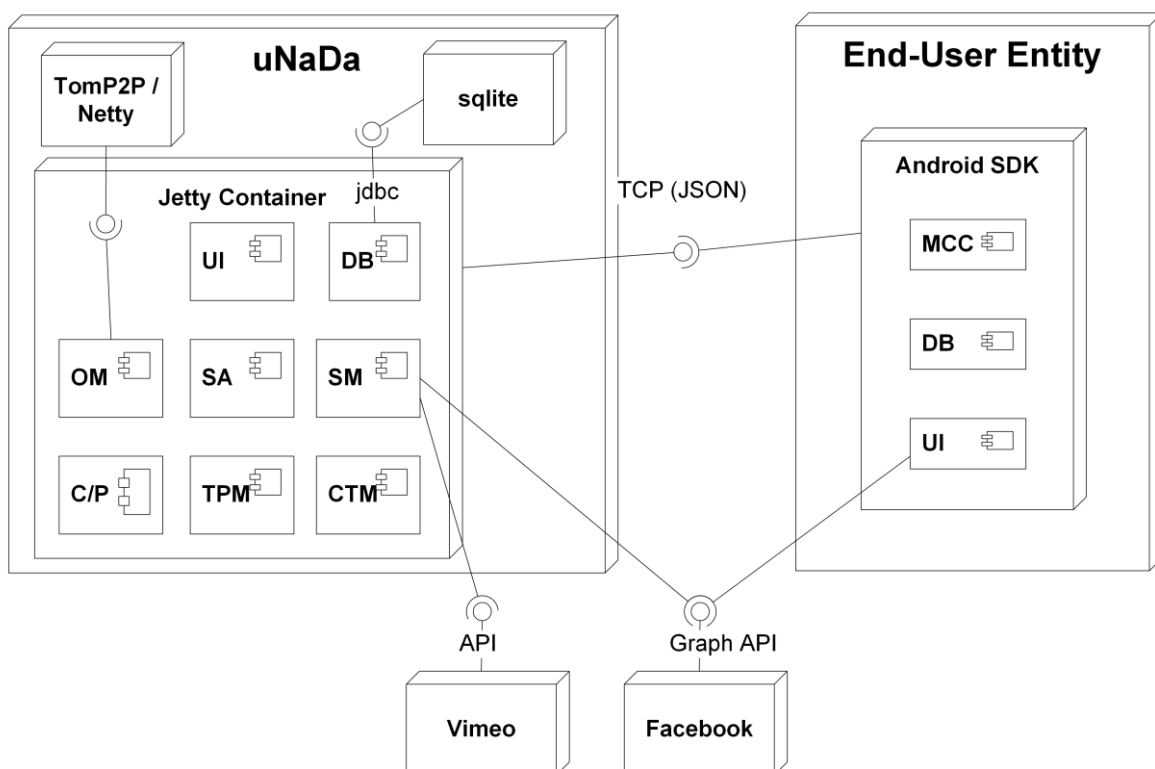 uNaDa
TomP2P /
Netty
sqlite
jdbc
Jetty Container
UI
DB
OM
SA
SM
C/P
TPM
CTM
TCP (JSON)
End-User Entity
Android SDK
MCC
DB
UI
API
Graph API
Vimeo
Facebook